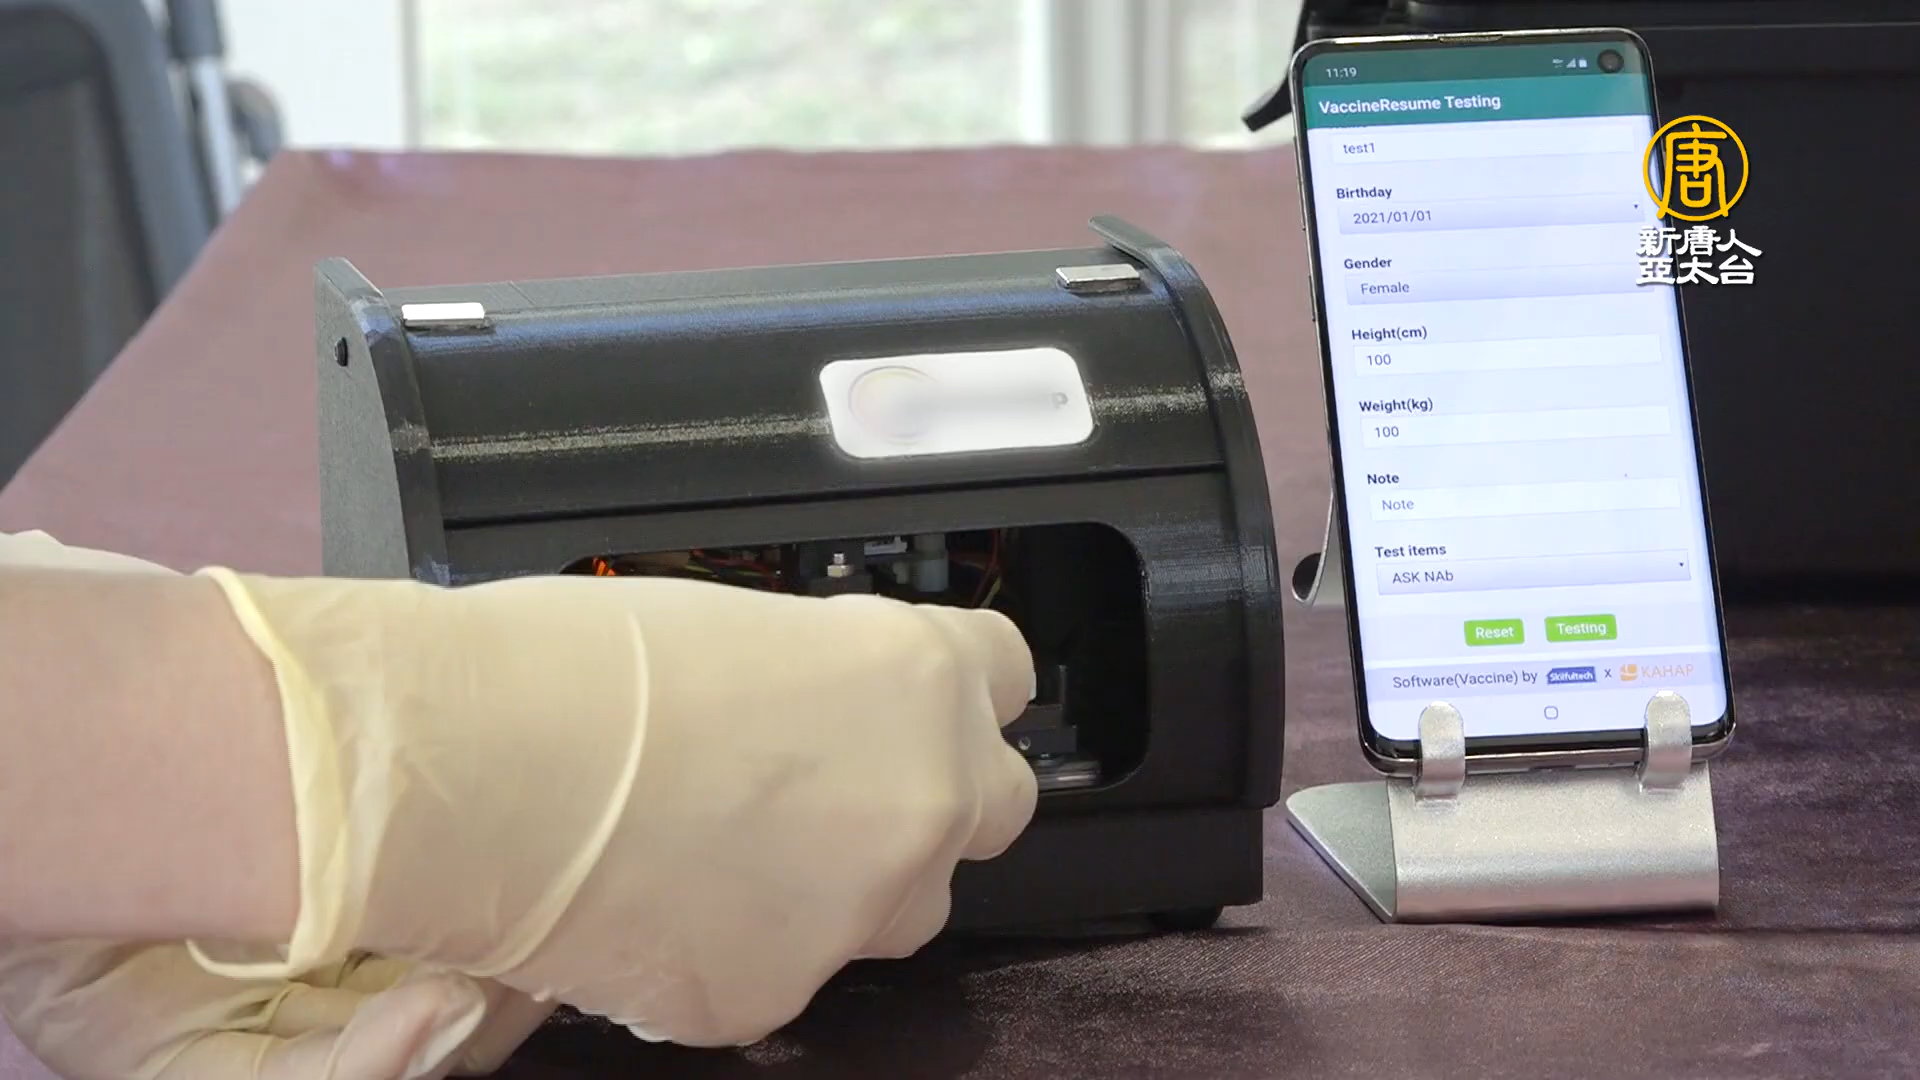 11:19
VaccineResume Testing
test1
Birthday
2021/01/01
Gender
Female
Height(cm)
100
Weight(kg)
100
Note
Note
Test items
ASK NAb
Reset
Testing
Software(Vaccine) by Skilfultech x KAHAP
唐
新唐人
亞太台